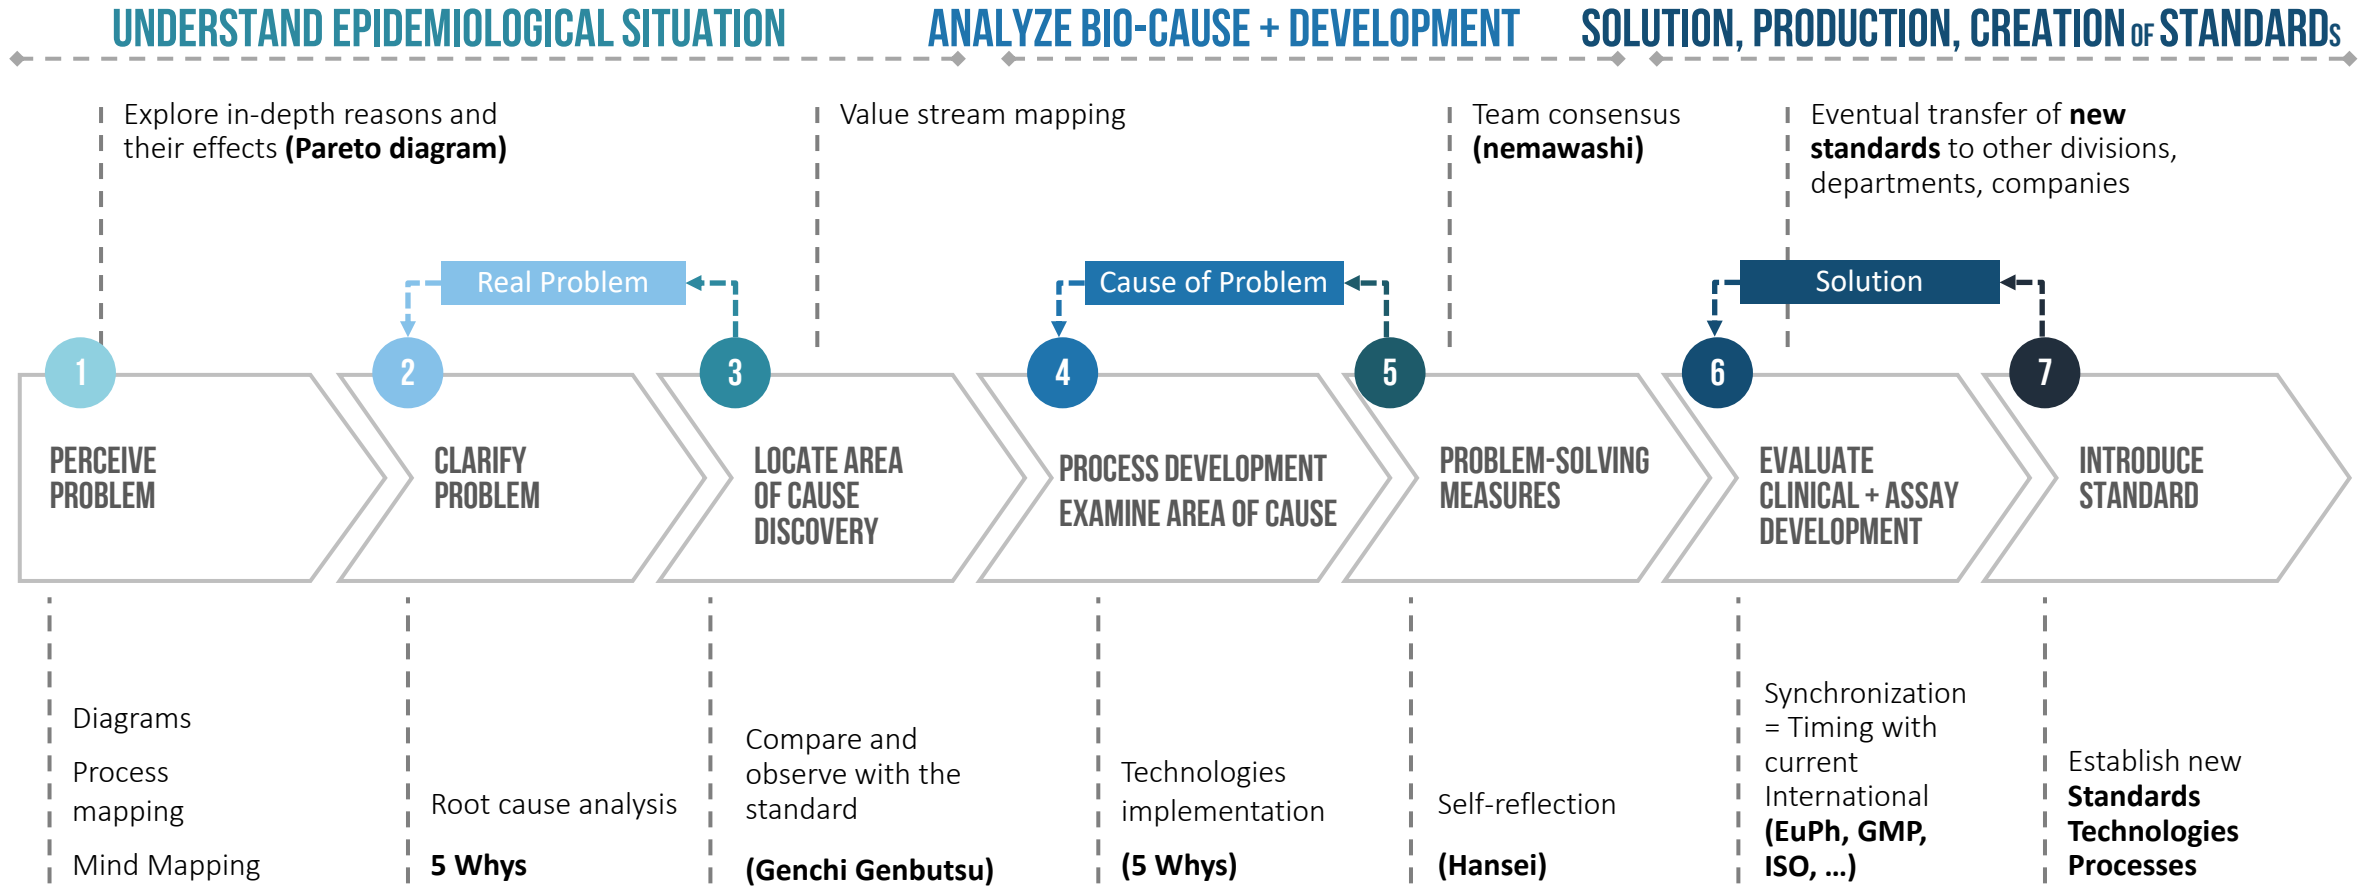 UNDERSTAND EPIDEMIOLOGICAL SITUATION
ANALYZE BIO-CAUSE + DEVELOPMENT
SOLUTION, PRODUCTION, CREATION OF STANDARDs
Explore in-depth reasons and
their effects (Pareto diagram)
Value stream mapping
Team consensus
(nemawashi)
Eventual transfer of new
standards to other divisions,
departments, companies
Real Problem
Cause of Problem
Solution
1
2
3
4
5
6
7
PERCEIVE
PROBLEM
CLARIFY
PROBLEM
LOCATE AREA
OF CAUSE
DISCOVERY
PROCESS DEVELOPMENT
EXAMINE AREA OF CAUSE
PROBLEM-SOLVING
MEASURES
EVALUATE
CLINICAL + ASSAY
DEVELOPMENT
INTRODUCE
STANDARD
Diagrams
Process
mapping
Mind Mapping
Root cause analysis
5 Whys
Compare and
observe with the
standard
(Genchi Genbutsu)
Technologies
implementation
(5 Whys)
Self-reflection
(Hansei)
Synchronization
= Timing with
current
International
(EuPh, GMP,
ISO, ...)
Establish new
Standards
Technologies
Processes